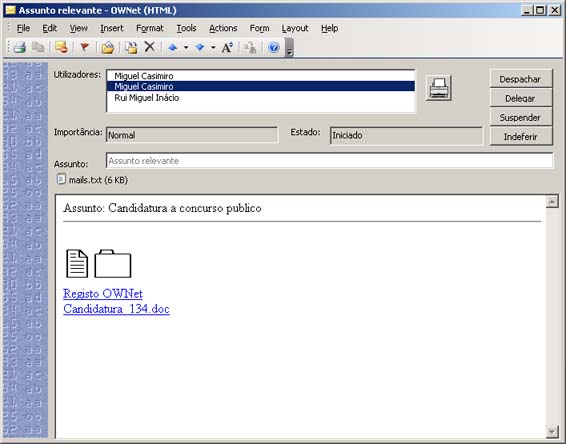 Assunto relevante - OWNet (HTML)
File Edit View Insert Format Tools Actions Form Layout Help
Utilizadores:
Miguel Casimiro
Miguel Casimiro
Rui Miguel Inácio
Despachar
Delegar
Suspender
Indeferir
Importância: Normal Estado: Iniciado
Assunto: Assunto relevante
mails.txt (6 KB)
Assunto: Candidatura a concurso publico
Registo OWNet
Candidatura_134.doc